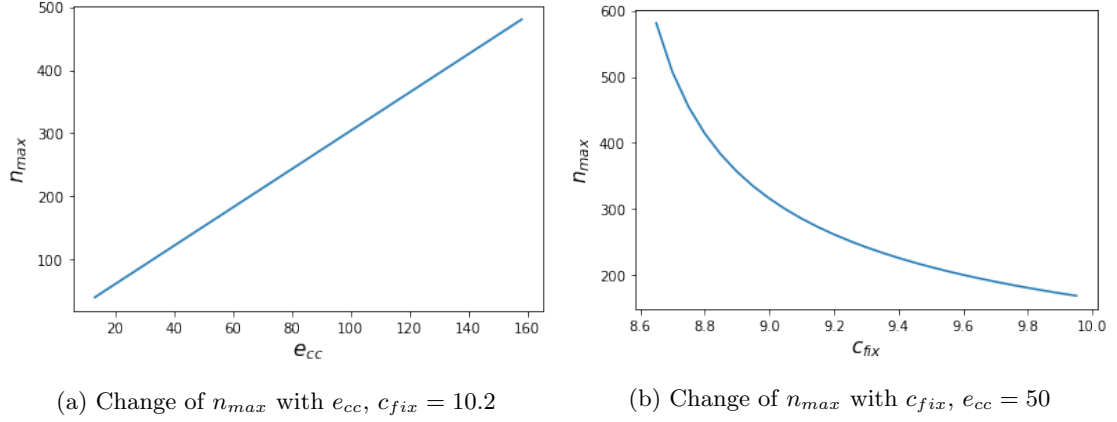 500
400
300
200
100
n_max
20 40 60 80 100 120 140 160
e_cc
(a) Change of n_max with e_cc, c_fix = 10.2
600
500
400
300
200
n_max
8.6 8.8 9.0 9.2 9.4 9.6 9.8 10.0
c_fix
(b) Change of n_max with c_fix, e_cc = 50